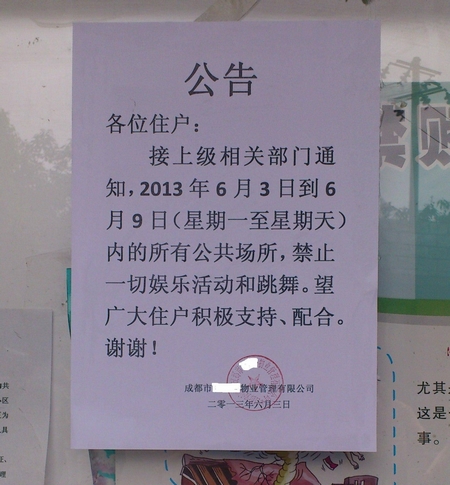 公告
各位住户：
接上级相关部门通
知，2013 年 6 月 3 日到 6
月 9 日（星期一至星期天）
内的所有公共场所，禁止
一切娱乐活动和跳舞。望
广大住户积极支持、配合。
谢谢！
成都市 物业管理有限公司
二零一三年六月三日
尤其
这是
事。